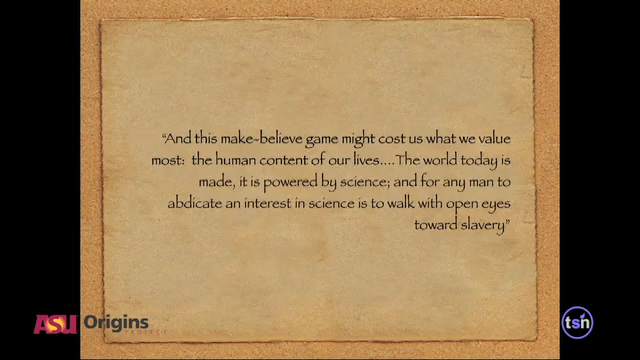 “And this make-believe game might cost us what we value
most: the human content of our lives....The world today is
made, it is powered by science; and for any man to
abdicate an interest in science is to walk with open eyes
toward slavery”
ASU Origins
tsn